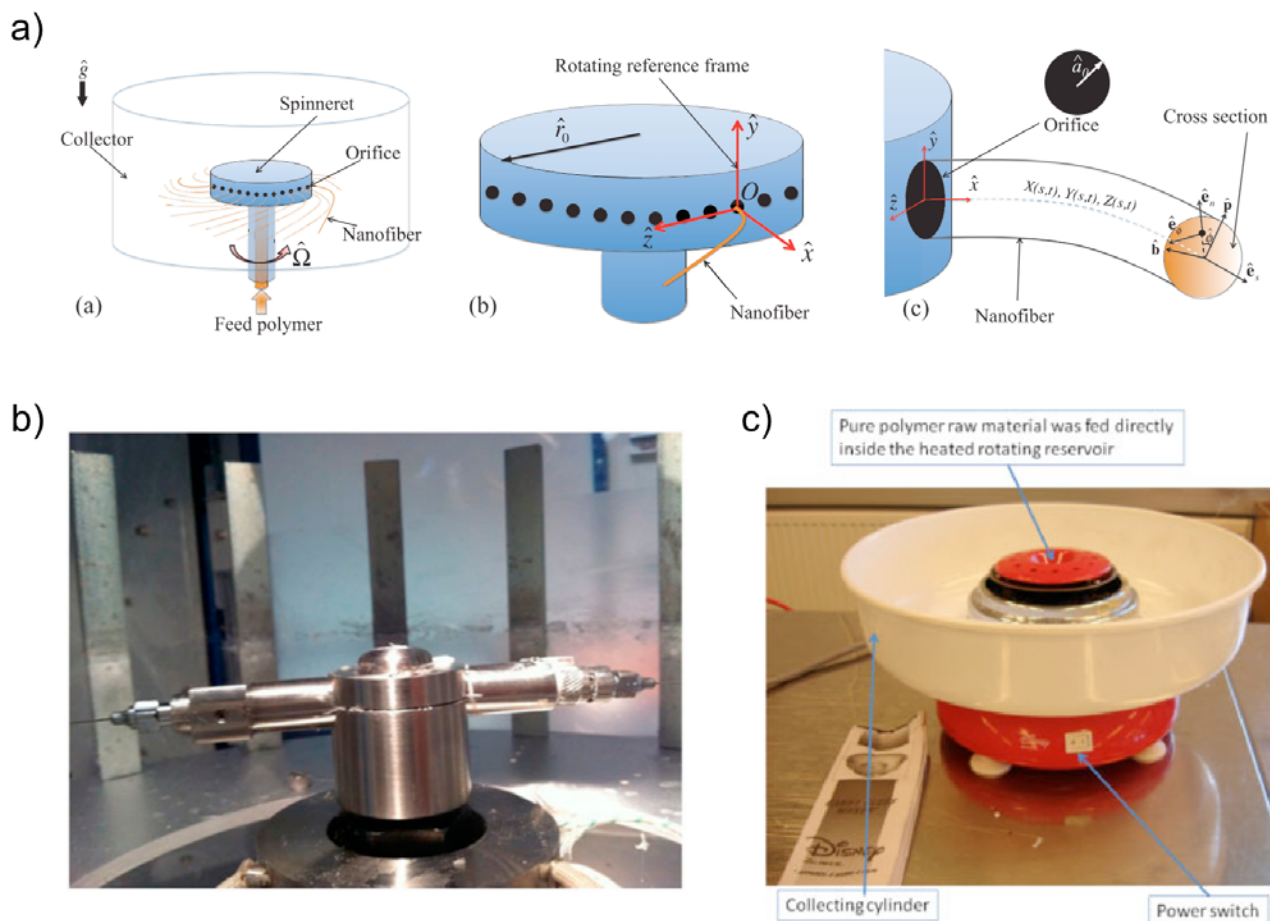 a)
ĝ
Spinneret
Collector
Orifice
Nanofiber
Ω̂
(a)
Feed polymer
Rotating reference frame
r̂₀
ŷ
O
ẑ
x̂
(b)
Nanofiber
â₀
Orifice
Cross section
ŷ
x̂
ẑ
X(s,t), Y(s,t), Z(s,t)
(c)
Nanofiber
b)
c)
Pure polymer raw material was fed directly
inside the heated rotating reservoir
Disney
Collecting cylinder
Power switch